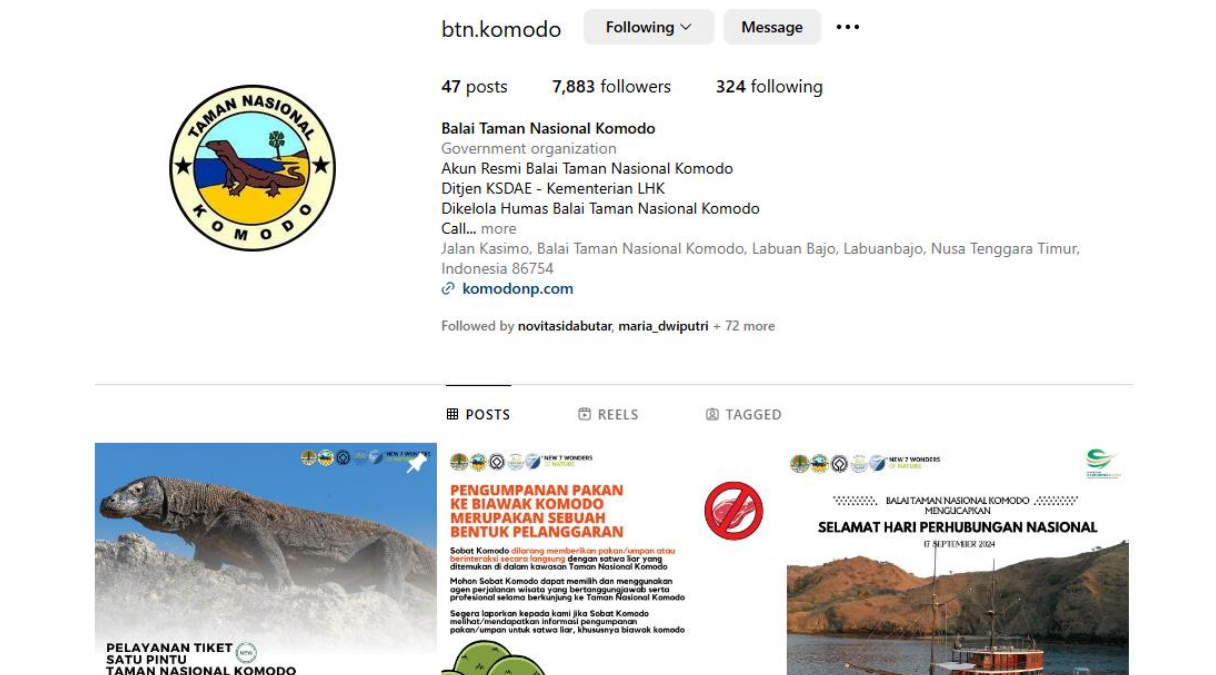 btn.komodo
Following
Message
47 posts
7,883 followers
324 following
TAMAN NASIONAL
KOMODO
Balai Taman Nasional Komodo
Government organization
Akun Resmi Balai Taman Nasional Komodo
Ditjen KSDAE - Kementerian LHK
Dikelola Humas Balai Taman Nasional Komodo
Call... more
Jalan Kasimo, Balai Taman Nasional Komodo, Labuan Bajo, Labuanbajo, Nusa Tenggara Timur,
Indonesia 86754
komodonp.com
Followed by novitasidabutar, maria_dwiputri + 72 more
POSTS
REELS
TAGGED
NEW 7 WONDERS
PELAYANAN TIKET
NEW
SATU PINTU
TAMAN NASIONAL KOMODO
NEW 7 WONDERS
OF NATURE
PENGUMPANAN PAKAN
KE BIAWAK KOMODO
MERUPAKAN SEBUAH
BENTUK PELANGGARAN
Sobat Komodo dilarang memberikan pakan/umpan atau
berinteraksi secara langsung dengan satwa liar yang
ditemukan di dalam kawasan Taman Nasional Komodo
Mohon Sobat Komodo dapat memilih dan menggunakan
agen perjalanan wisata yang bertanggungjawab serta
profesional selama berkunjung ke Taman Nasional Komodo
Segera laporkan kepada kami jika Sobat Komodo
melihat/mendapatkan informasi pengumpanan
pakan/umpan untuk satwa liar, khususnya biawak komodo
NEW 7 WONDERS
OF NATURE
BALAI TAMAN NASIONAL KOMODO
MENGUCAPKAN
SELAMAT HARI PERHUBUNGAN NASIONAL
17 SEPTEMBER 2024